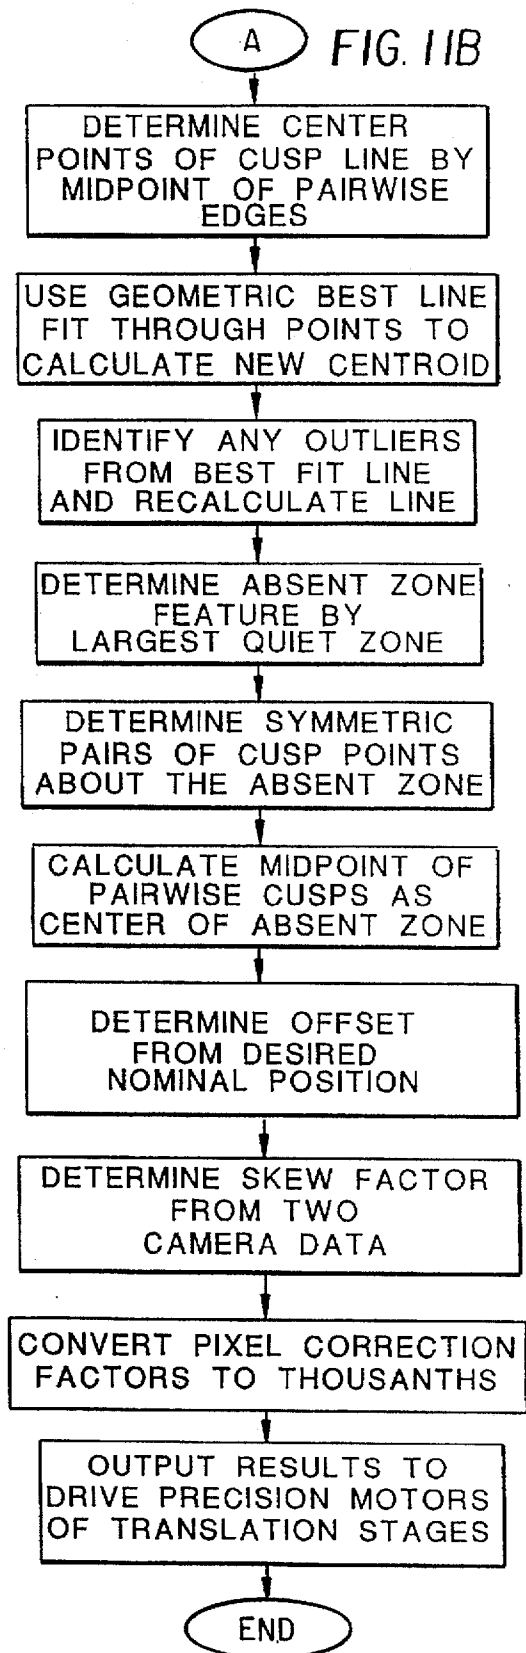 A
FIG. 11B
DETERMINE CENTER
POINTS OF CUSP LINE BY
MIDPOINT OF PAIRWISE
EDGES
USE GEOMETRIC BEST LINE
FIT THROUGH POINTS TO
CALCULATE NEW CENTROID
IDENTIFY ANY OUTLIERS
FROM BEST FIT LINE
AND RECALCULATE LINE
DETERMINE ABSENT ZONE
FEATURE BY
LARGEST QUIET ZONE
DETERMINE SYMMETRIC
PAIRS OF CUSP POINTS
ABOUT THE ABSENT ZONE
CALCULATE MIDPOINT OF
PAIRWISE CUSPS AS
CENTER OF ABSENT ZONE
DETERMINE OFFSET
FROM DESIRED
NOMINAL POSITION
DETERMINE SKEW FACTOR
FROM TWO
CAMERA DATA
CONVERT PIXEL CORRECTION
FACTORS TO THOUSANTHS
OUTPUT RESULTS TO
DRIVE PRECISION MOTORS
OF TRANSLATION STAGES
END